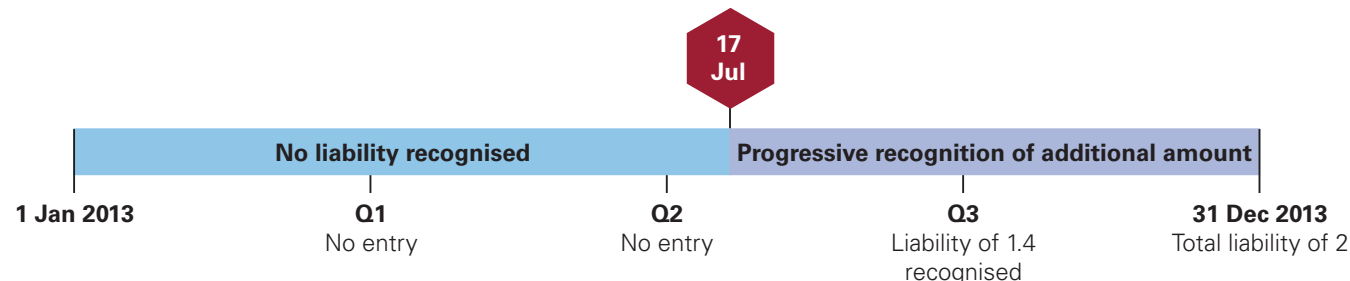 17
Jul
No liability recognised
Progressive recognition of additional amount
1 Jan 2013
Q1
No entry
Q2
No entry
Q3
Liability of 1.4
recognised
31 Dec 2013
Total liability of 2